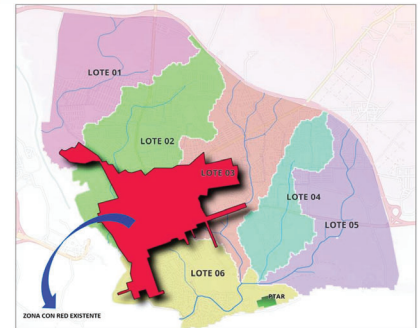 LOTE 01
LOTE 02
LOTE 03
LOTE 04
LOTE 05
LOTE 06
PTAR
ZONA CON RED EXISTENTE